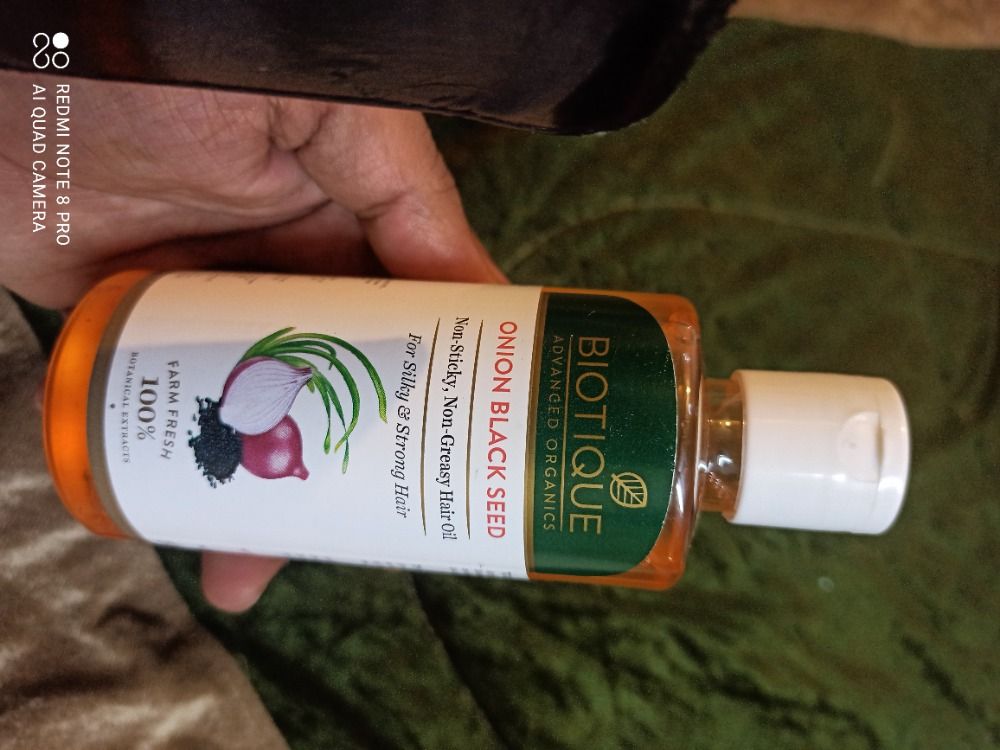 BIOTIQUE
ADVANCED ORGANICS
ONION BLACK SEED
Non-Sticky, Non-Greasy Hair Oil
For Silky & Strong Hair
FARM FRESH
100%
BOTANICAL EXTRACTS
REDMI NOTE 8 PRO
AI QUAD CAMERA